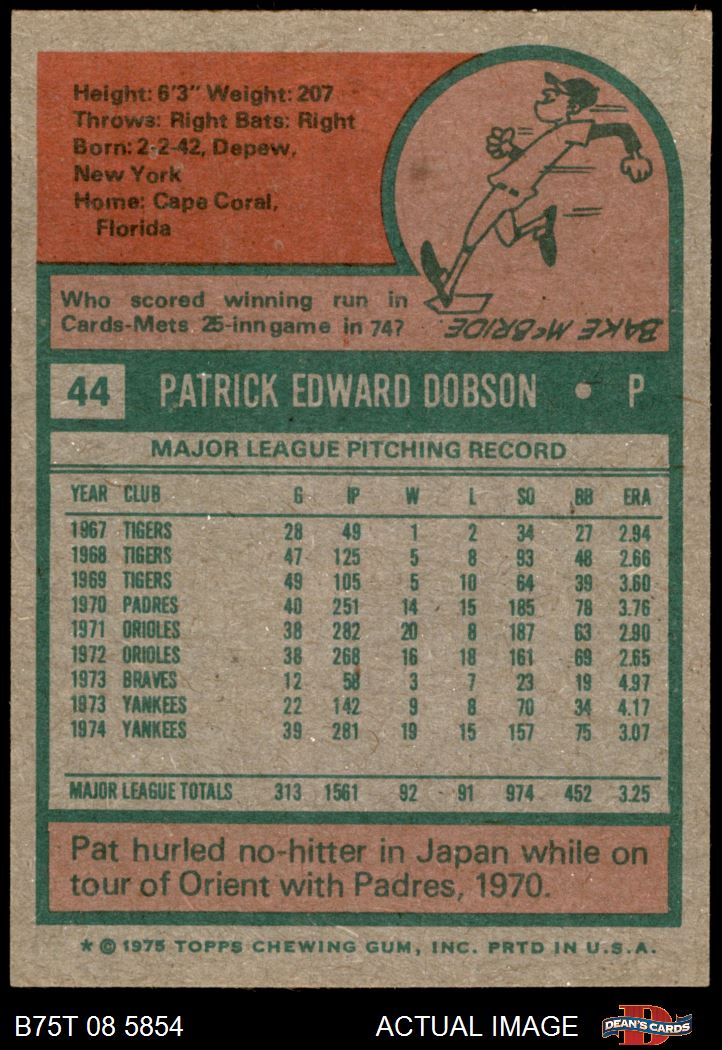 Height: 6'3" Weight: 207
Throws: Right Bats: Right
Born: 2-2-42, Depew,
New York
Home: Cape Coral,
Florida
Who scored winning run in
Cards-Mets 25-inn game in 74?
BAKE McBRIDE
44 PATRICK EDWARD DOBSON • P
MAJOR LEAGUE PITCHING RECORD
YEAR CLUB G IP W L SO BB ERA
1967 TIGERS 28 49 1 2 34 27 2.94
1968 TIGERS 47 125 5 8 93 48 2.66
1969 TIGERS 49 105 5 10 64 39 3.60
1970 PADRES 40 251 14 15 185 78 3.76
1971 ORIOLES 38 282 20 8 187 63 2.90
1972 ORIOLES 38 268 16 18 161 69 2.65
1973 BRAVES 12 58 3 7 23 19 4.97
1973 YANKEES 22 142 9 8 70 34 4.17
1974 YANKEES 39 281 19 15 157 75 3.07
MAJOR LEAGUE TOTALS 313 1561 92 91 974 452 3.25
Pat hurled no-hitter in Japan while on
tour of Orient with Padres, 1970.
* © 1975 TOPPS CHEWING GUM, INC. PRTD IN U.S.A.
B75T 08 5854 ACTUAL IMAGE DEAN'S CARDS